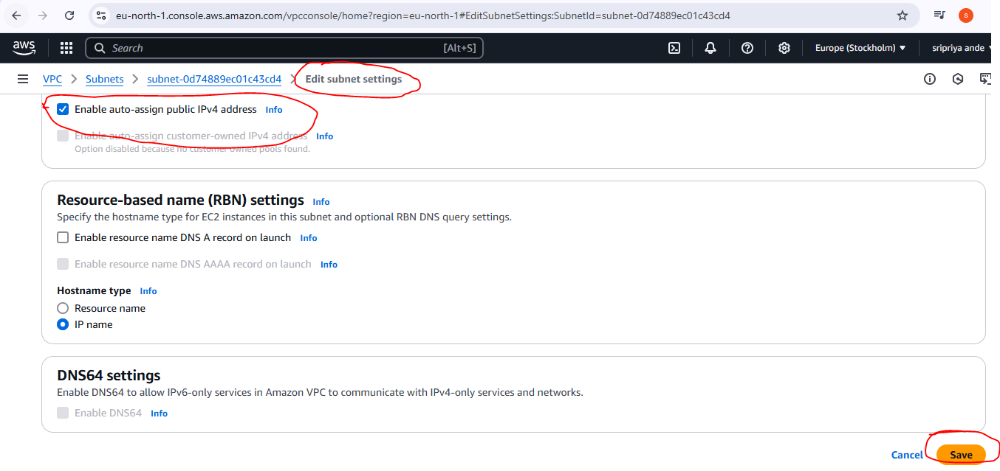 eu-north-1.console.aws.amazon.com/vpcconsole/home?region=eu-north-1#EditSubnetSettings:SubnetId=subnet-0d74889ec01c43cd4 s
aws Search [Alt+S] Europe (Stockholm) sripriya ande
VPC Subnets subnet-0d74889ec01c43cd4 Edit subnet settings
Enable auto-assign public IPv4 address Info
Enable auto-assign customer-owned IPv4 address Info
Option disabled because no customer owned pools found.
Resource-based name (RBN) settings Info
Specify the hostname type for EC2 instances in this subnet and optional RBN DNS query settings.
Enable resource name DNS A record on launch Info
Enable resource name DNS AAAA record on launch Info
Hostname type Info
Resource name
IP name
DNS64 settings
Enable DNS64 to allow IPv6-only services in Amazon VPC to communicate with IPv4-only services and networks.
Enable DNS64 Info
Cancel Save